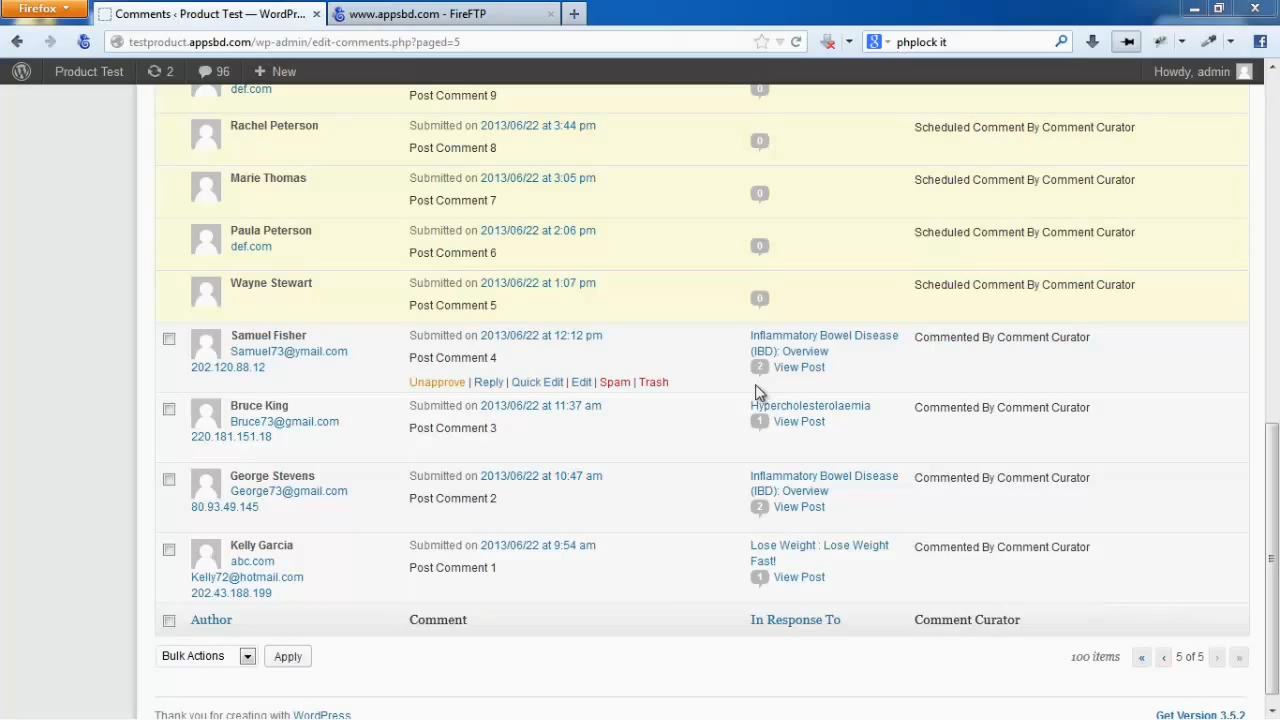 Firefox
Comments ‹ Product Test — WordPr...
www.appsbd.com - FireFTP
testproduct.appsbd.com/wp-admin/edit-comments.php?paged=5
phplock it
Product Test
2
96
New
Howdy, admin
def.com
Post Comment 9
0
Rachel Peterson
Submitted on 2013/06/22 at 3:44 pm
Post Comment 8
0
Scheduled Comment By Comment Curator
Marie Thomas
Submitted on 2013/06/22 at 3:05 pm
Post Comment 7
0
Scheduled Comment By Comment Curator
Paula Peterson
def.com
Submitted on 2013/06/22 at 2:06 pm
Post Comment 6
0
Scheduled Comment By Comment Curator
Wayne Stewart
Submitted on 2013/06/22 at 1:07 pm
Post Comment 5
0
Scheduled Comment By Comment Curator
Samuel Fisher
Samuel73@ymail.com
202.120.88.12
Submitted on 2013/06/22 at 12:12 pm
Post Comment 4
Unapprove | Reply | Quick Edit | Edit | Spam | Trash
Inflammatory Bowel Disease
(IBD): Overview
2 View Post
Commented By Comment Curator
Bruce King
Bruce73@gmail.com
220.181.151.18
Submitted on 2013/06/22 at 11:37 am
Post Comment 3
Hypercholesterolaemia
1 View Post
Commented By Comment Curator
George Stevens
George73@gmail.com
80.93.49.145
Submitted on 2013/06/22 at 10:47 am
Post Comment 2
Inflammatory Bowel Disease
(IBD): Overview
2 View Post
Commented By Comment Curator
Kelly Garcia
abc.com
Kelly72@hotmail.com
202.43.188.199
Submitted on 2013/06/22 at 9:54 am
Post Comment 1
Lose Weight : Lose Weight
Fast!
1 View Post
Commented By Comment Curator
Author
Comment
In Response To
Comment Curator
Bulk Actions
Apply
100 items
«
‹
5 of 5
›
»
Thank you for creating with WordPress
Get Version 3.5.2